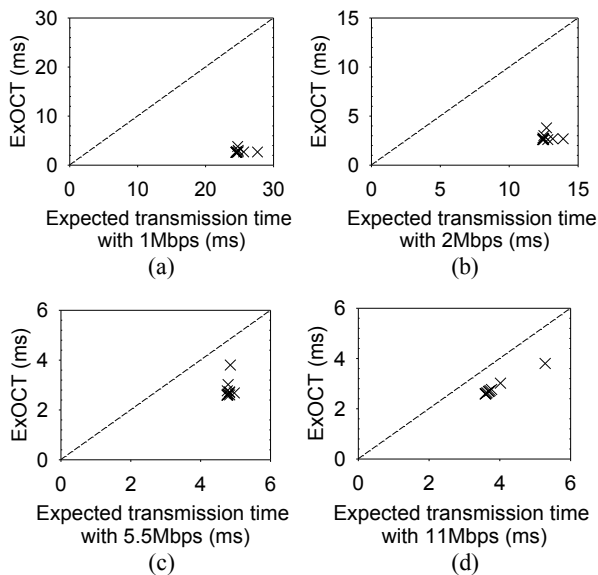 30
20
10
0
ExOCT (ms)
0 10 20 30
Expected transmission time
with 1Mbps (ms)
(a)
15
10
5
0
ExOCT (ms)
0 5 10 15
Expected transmission time
with 2Mbps (ms)
(b)
6
4
2
0
ExOCT (ms)
0 2 4 6
Expected transmission time
with 5.5Mbps (ms)
(c)
6
4
2
0
ExOCT (ms)
0 2 4 6
Expected transmission time
with 11Mbps (ms)
(d)